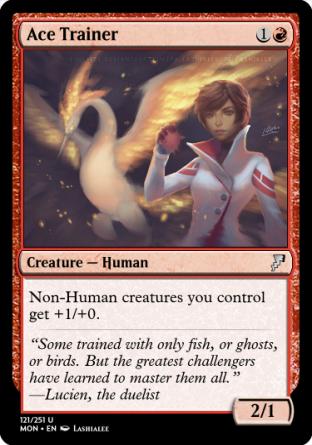 Ace Trainer
1
Creature — Human
Non-Human creatures you control
get +1/+0.
“Some trained with only fish, or ghosts,
or birds. But the greatest challengers
have learned to master them all.”
—Lucien, the duelist
2/1
121/251 U
MON • EN Lashialee